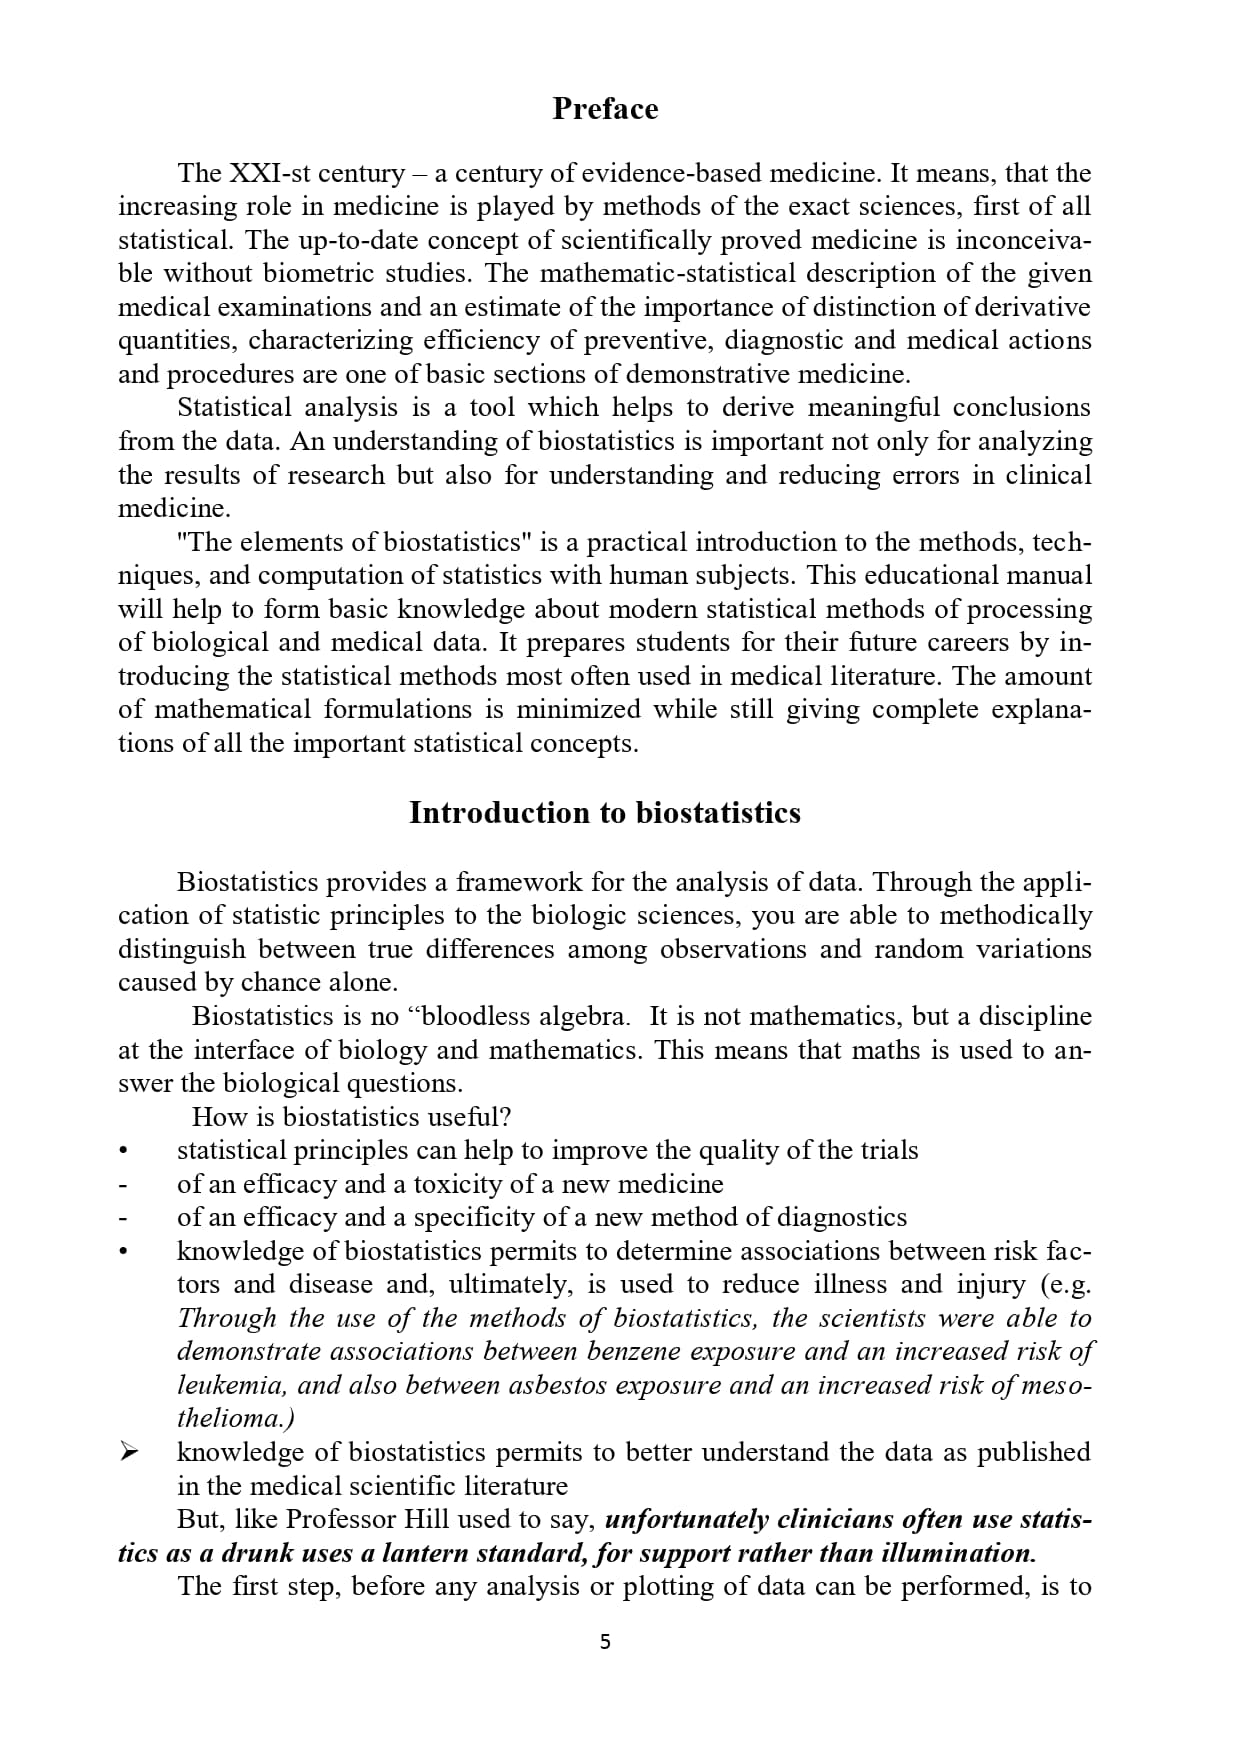 Preface
The XXI-st century – a century of evidence-based medicine. It means, that the
increasing role in medicine is played by methods of the exact sciences, first of all
statistical. The up-to-date concept of scientifically proved medicine is inconceiva-
ble without biometric studies. The mathematic-statistical description of the given
medical examinations and an estimate of the importance of distinction of derivative
quantities, characterizing efficiency of preventive, diagnostic and medical actions
and procedures are one of basic sections of demonstrative medicine.
Statistical analysis is a tool which helps to derive meaningful conclusions
from the data. An understanding of biostatistics is important not only for analyzing
the results of research but also for understanding and reducing errors in clinical
medicine.
"The elements of biostatistics" is a practical introduction to the methods, tech-
niques, and computation of statistics with human subjects. This educational manual
will help to form basic knowledge about modern statistical methods of processing
of biological and medical data. It prepares students for their future careers by in-
troducing the statistical methods most often used in medical literature. The amount
of mathematical formulations is minimized while still giving complete explana-
tions of all the important statistical concepts.
Introduction to biostatistics
Biostatistics provides a framework for the analysis of data. Through the appli-
cation of statistic principles to the biologic sciences, you are able to methodically
distinguish between true differences among observations and random variations
caused by chance alone.
Biostatistics is no “bloodless algebra.  It is not mathematics, but a discipline
at the interface of biology and mathematics. This means that maths is used to an-
swer the biological questions.
How is biostatistics useful?
• statistical principles can help to improve the quality of the trials
- of an efficacy and a toxicity of a new medicine
- of an efficacy and a specificity of a new method of diagnostics
• knowledge of biostatistics permits to determine associations between risk fac-
tors and disease and, ultimately, is used to reduce illness and injury (e.g.
Through the use of the methods of biostatistics, the scientists were able to
demonstrate associations between benzene exposure and an increased risk of
leukemia, and also between asbestos exposure and an increased risk of meso-
thelioma.)
➢ knowledge of biostatistics permits to better understand the data as published
in the medical scientific literature
But, like Professor Hill used to say, unfortunately clinicians often use statis-
tics as a drunk uses a lantern standard, for support rather than illumination.
The first step, before any analysis or plotting of data can be performed, is to
5